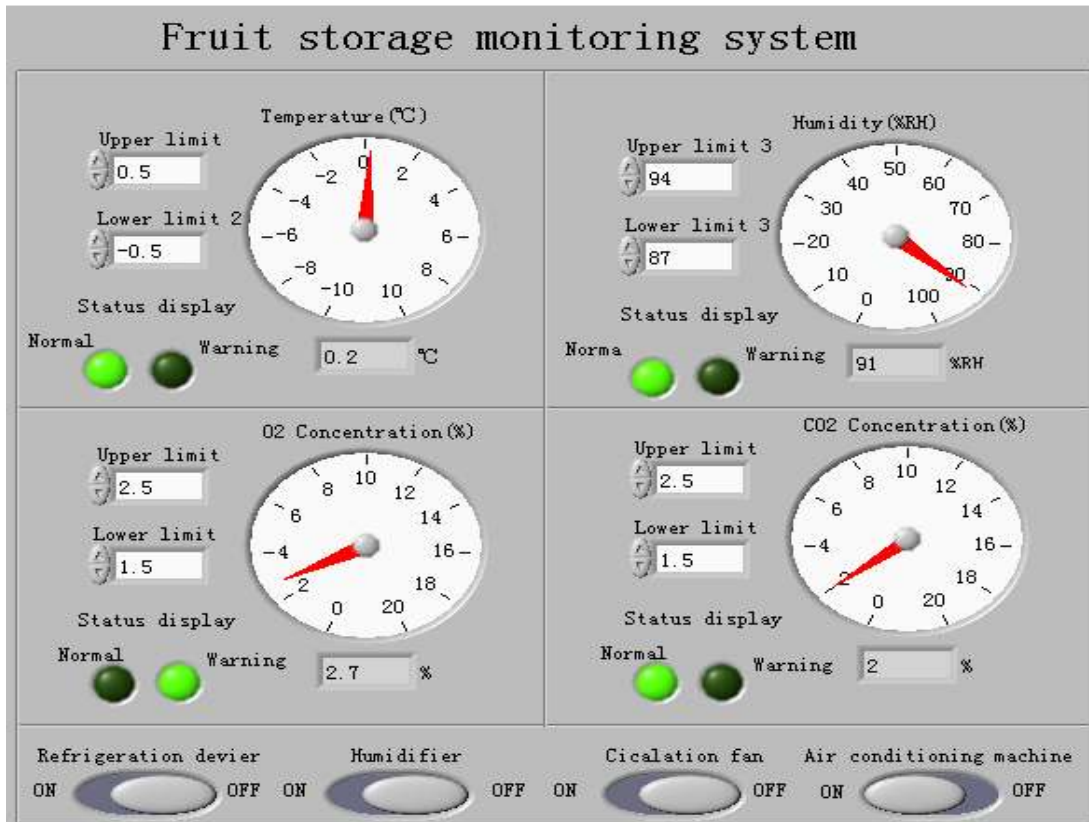 Fruit storage monitoring system
Temperature(℃)
Upper limit
0.5
Lower limit 2
-0.5
-10 -8 -6 -4 -2 0 2 4 6 8 10
Status display
Normal Warning
0.2 ℃
Humidity(%RH)
Upper limit 3
94
Lower limit 3
87
0 10 20 30 40 50 60 70 80 90 100
Status display
Norma Warning
91 %RH
O2 Concentration(%)
Upper limit
2.5
Lower limit
1.5
0 2 4 6 8 10 12 14 16 18 20
Status display
Normal Warning
2.7 %
CO2 Concentration(%)
Upper limit
2.5
Lower limit
1.5
0 2 4 6 8 10 12 14 16 18 20
Status display
Normal Warning
2 %
Refrigeration devier
ON OFF
Humidifier
ON OFF
Cicalation fan
ON OFF
Air conditioning machine
ON OFF